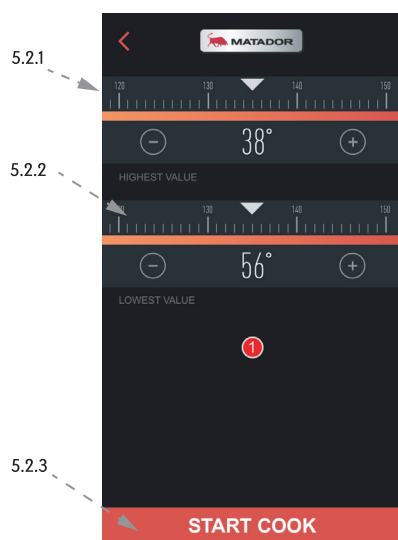 MATADOR
5.2.1
120 130 140 150
38°
HIGHEST VALUE
5.2.2
120 130 140 150
56°
LOWEST VALUE
1
5.2.3
START COOK